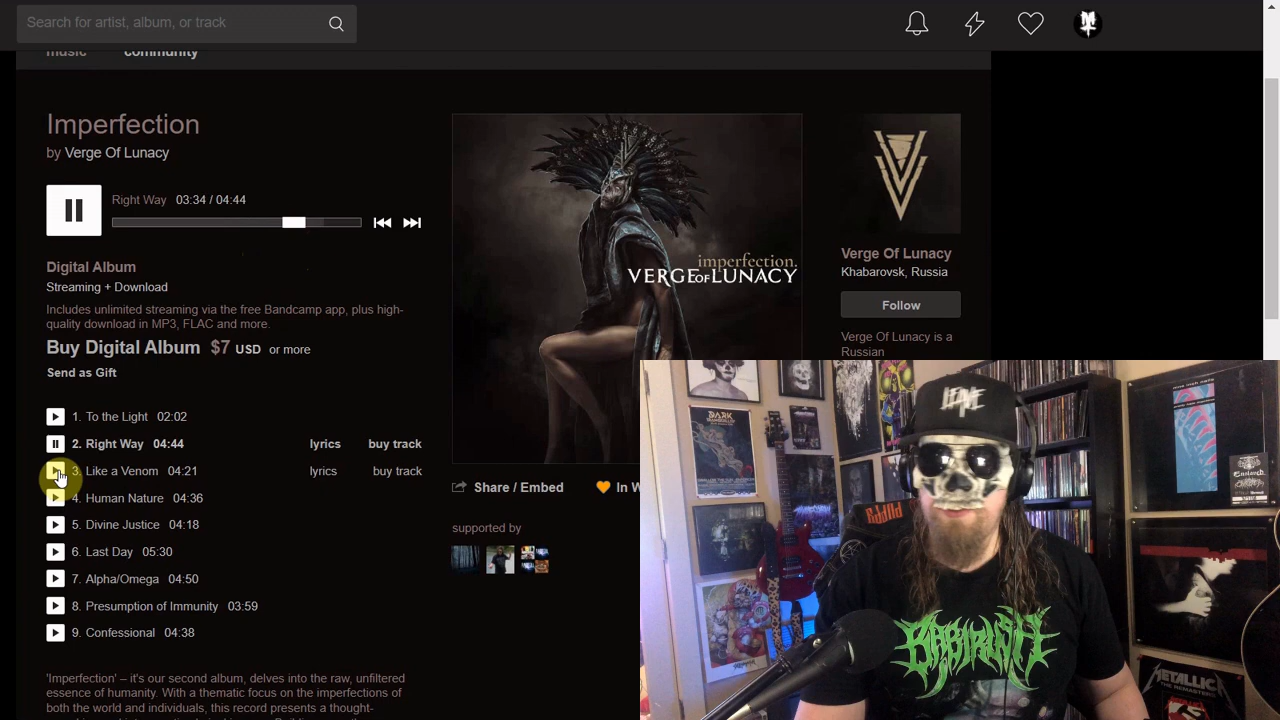 Search for artist, album, or track
music community
Imperfection
by Verge Of Lunacy
Right Way 03:34 / 04:44
Digital Album
Streaming + Download
Includes unlimited streaming via the free Bandcamp app, plus high-
quality download in MP3, FLAC and more.
Buy Digital Album $7 USD or more
Send as Gift
1. To the Light 02:02
2. Right Way 04:44 lyrics buy track
3. Like a Venom 04:21 lyrics buy track
4. Human Nature 04:36
5. Divine Justice 04:18
6. Last Day 05:30
7. Alpha/Omega 04:50
8. Presumption of Immunity 03:59
9. Confessional 04:38
'Imperfection' – it's our second album, delves into the raw, unfiltered
essence of humanity. With a thematic focus on the imperfections of
both the world and individuals, this record presents a thought-
imperfection.
VERGE OF LUNACY
Share / Embed
In W
supported by
Verge Of Lunacy
Khabarovsk, Russia
Follow
Verge Of Lunacy is a
Russian
DARK
BABIRUSA
METALLICA